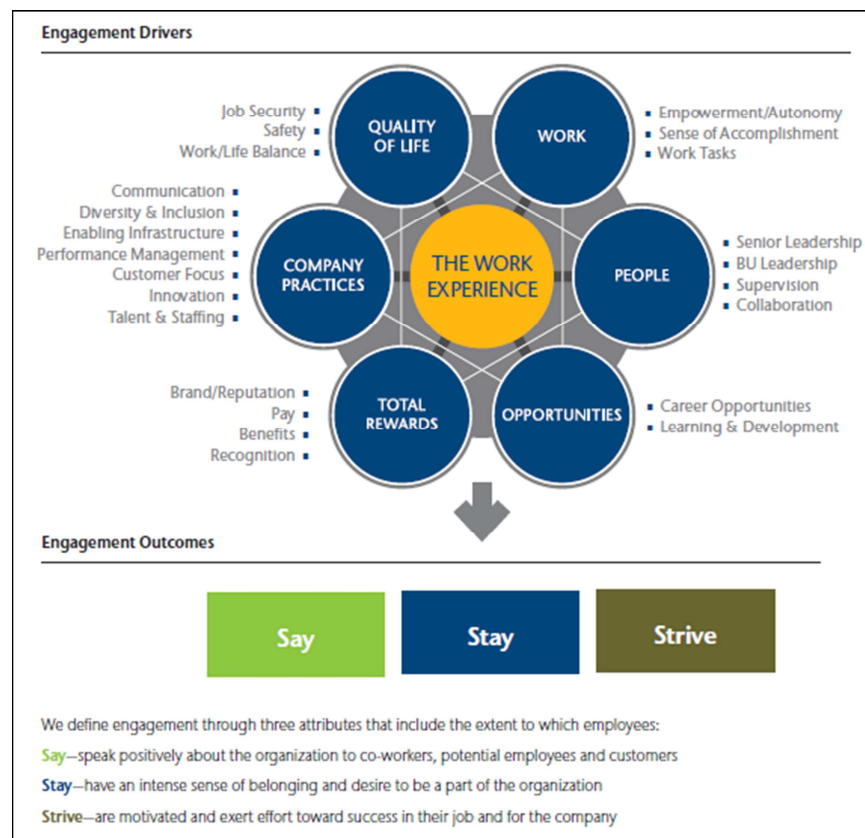 Engagement Drivers
Job Security
Safety
Work/Life Balance
QUALITY
OF LIFE
WORK
Empowerment/Autonomy
Sense of Accomplishment
Work Tasks
Communication
Diversity & Inclusion
Enabling Infrastructure
Performance Management
Customer Focus
Innovation
Talent & Staffing
COMPANY
PRACTICES
THE WORK
EXPERIENCE
PEOPLE
Senior Leadership
BU Leadership
Supervision
Collaboration
Brand/Reputation
Pay
Benefits
Recognition
TOTAL
REWARDS
OPPORTUNITIES
Career Opportunities
Learning & Development
Engagement Outcomes
Say
Stay
Strive
We define engagement through three attributes that include the extent to which employees:
Say—speak positively about the organization to co-workers, potential employees and customers
Stay—have an intense sense of belonging and desire to be a part of the organization
Strive—are motivated and exert effort toward success in their job and for the company